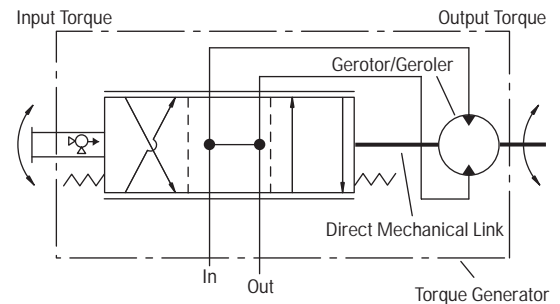 Input Torque
Output Torque
Gerotor/Geroler
Direct Mechanical Link
In
Out
Torque Generator